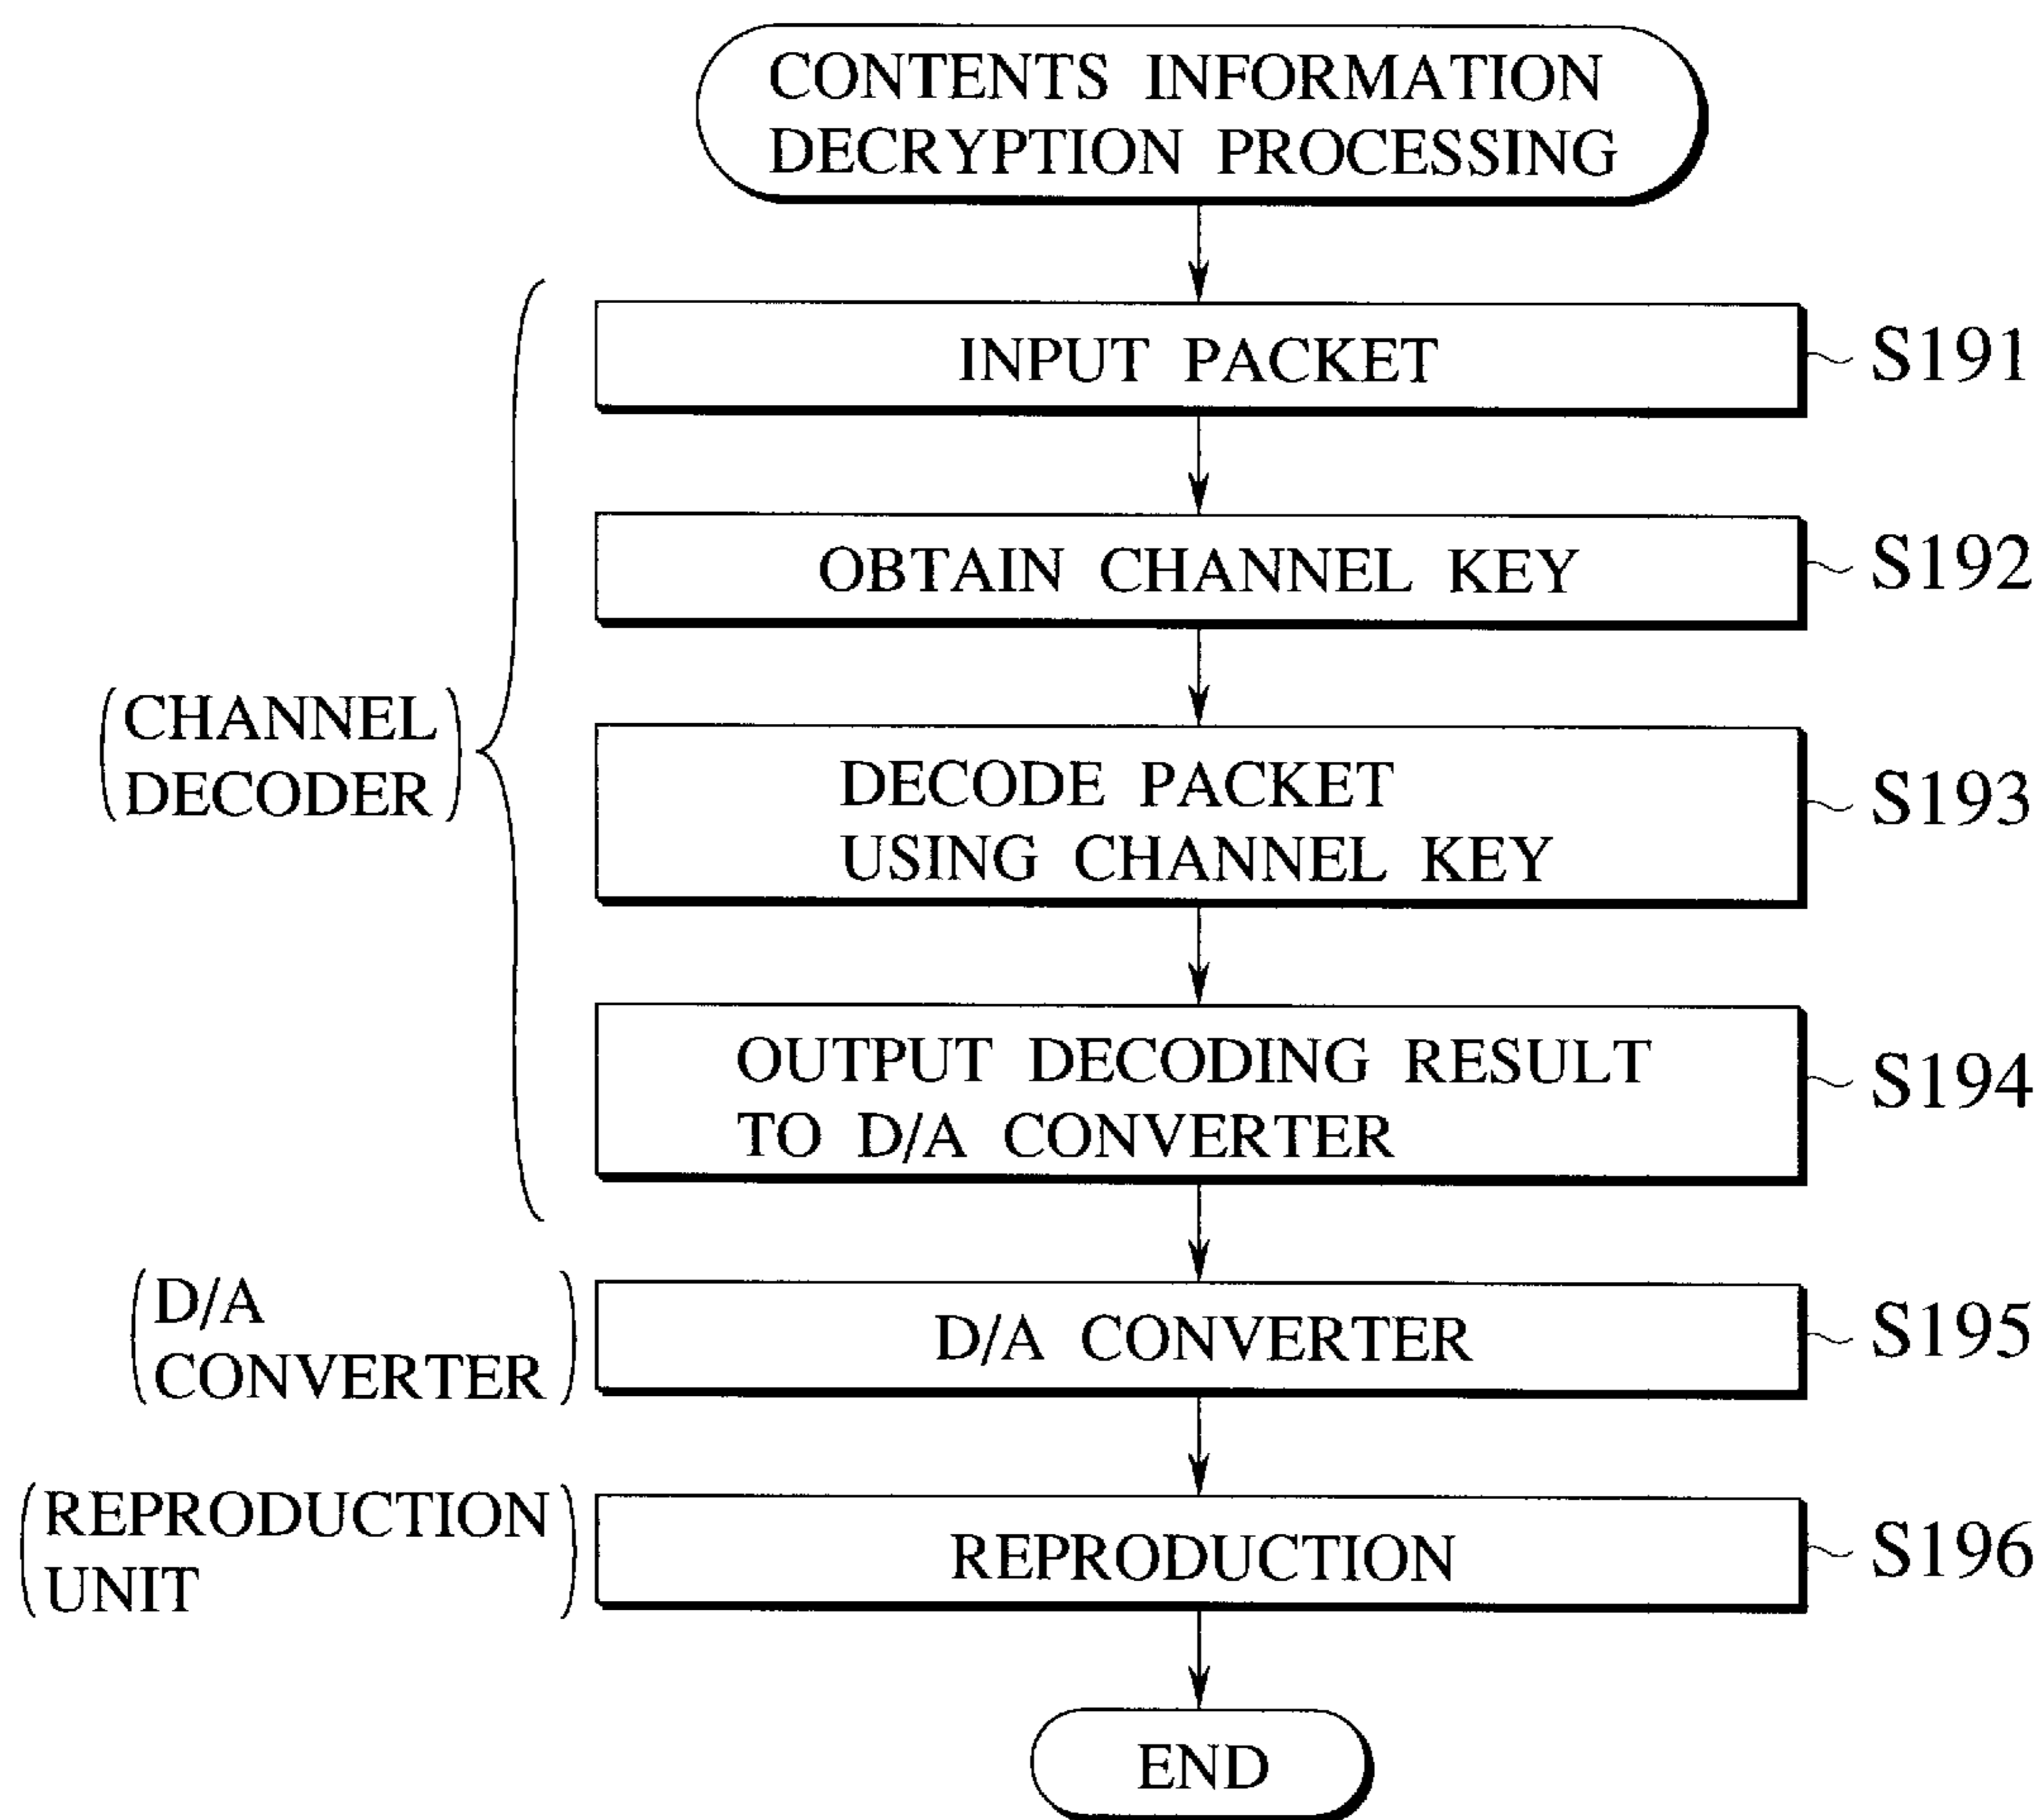 CONTENTS INFORMATION
DECRYPTION PROCESSING
INPUT PACKET
S191
OBTAIN CHANNEL KEY
S192
CHANNEL
DECODER
DECODE PACKET
USING CHANNEL KEY
S193
OUTPUT DECODING RESULT
TO D/A CONVERTER
S194
D/A
CONVERTER
D/A CONVERTER
S195
REPRODUCTION
UNIT
REPRODUCTION
S196
END